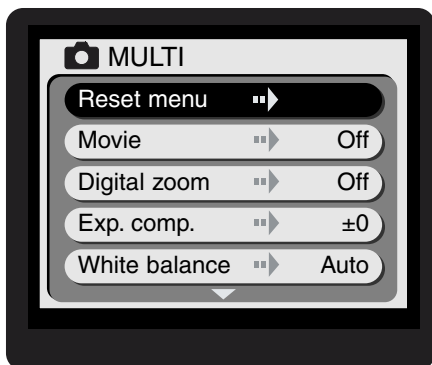 MULTI
Reset menu
Movie Off
Digital zoom Off
Exp. comp. ±0
White balance Auto